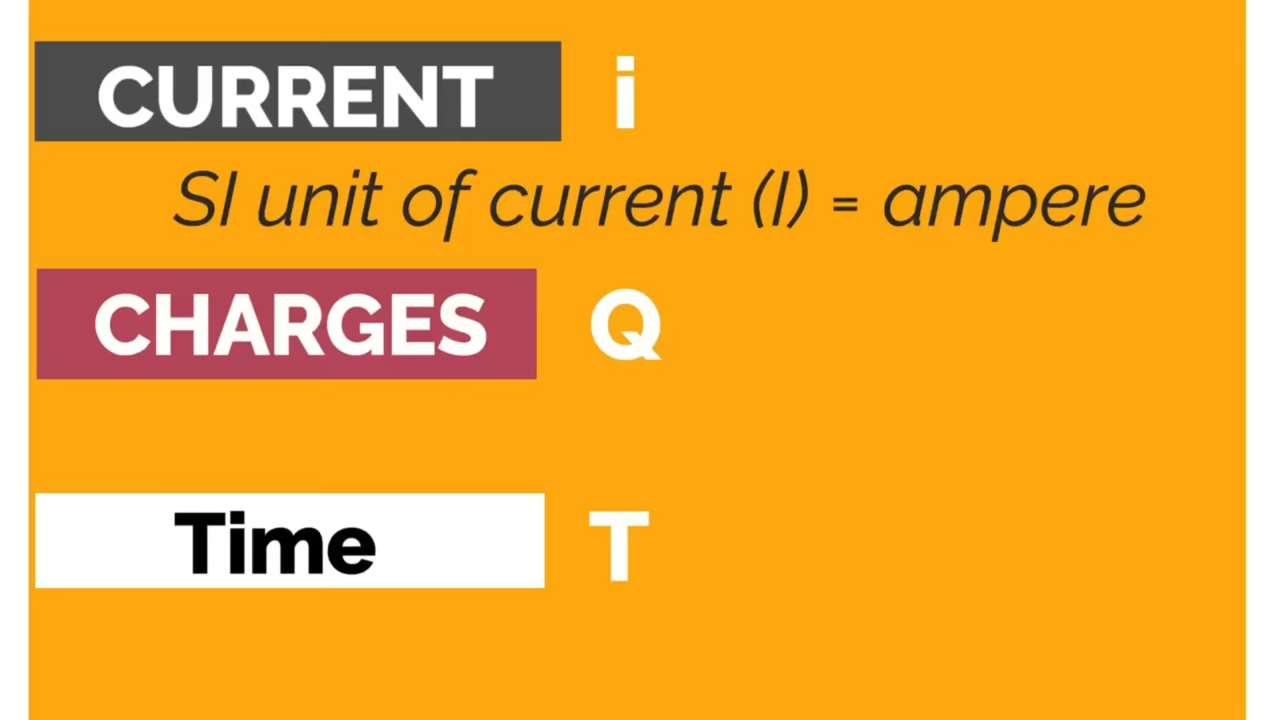 CURRENT i
SI unit of current (I) = ampere
CHARGES Q
Time T